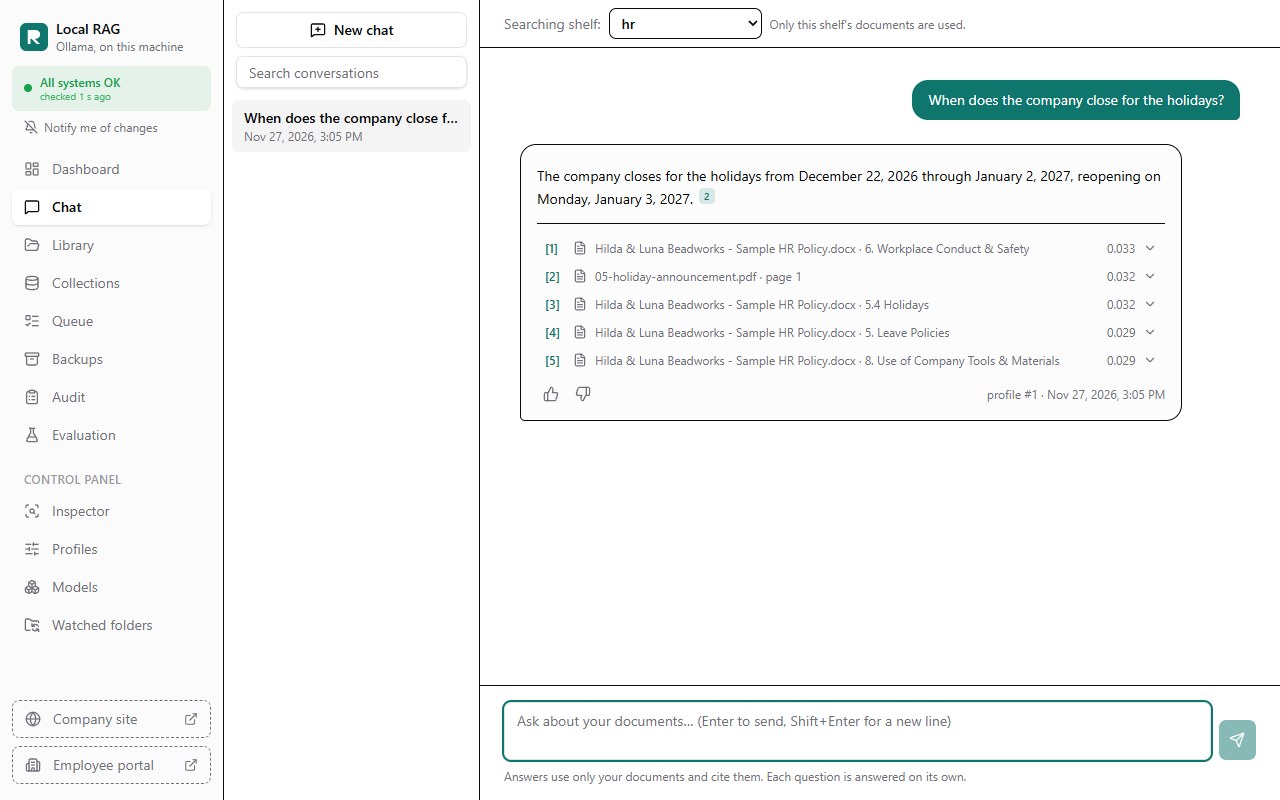 Local RAG
Ollama, on this machine
All systems OK
checked 1 s ago
Notify me of changes
Dashboard
Chat
Library
Collections
Queue
Backups
Audit
Evaluation
CONTROL PANEL
Inspector
Profiles
Models
Watched folders
Company site
Employee portal
New chat
Search conversations
When does the company close f...
Nov 27, 2026, 3:05 PM
Searching shelf: hr Only this shelf's documents are used.
When does the company close for the holidays?
The company closes for the holidays from December 22, 2026 through January 2, 2027, reopening on
Monday, January 3, 2027. 2
[1] Hilda & Luna Beadworks - Sample HR Policy.docx · 6. Workplace Conduct & Safety 0.033
[2] 05-holiday-announcement.pdf · page 1 0.032
[3] Hilda & Luna Beadworks - Sample HR Policy.docx · 5.4 Holidays 0.032
[4] Hilda & Luna Beadworks - Sample HR Policy.docx · 5. Leave Policies 0.029
[5] Hilda & Luna Beadworks - Sample HR Policy.docx · 8. Use of Company Tools & Materials 0.029
profile #1 · Nov 27, 2026, 3:05 PM
Ask about your documents... (Enter to send, Shift+Enter for a new line)
Answers use only your documents and cite them. Each question is answered on its own.